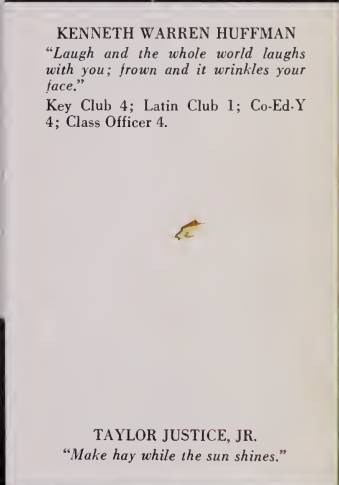 KENNETH WARREN HUFFMAN
“Laugh and the whole world laughs
with you; frown and it wrinkles your
face.”
Key Club 4; Latin Club 1; Co-Ed-Y
4; Class Officer 4.
TAYLOR JUSTICE, JR.
“Make hay while the sun shines.”